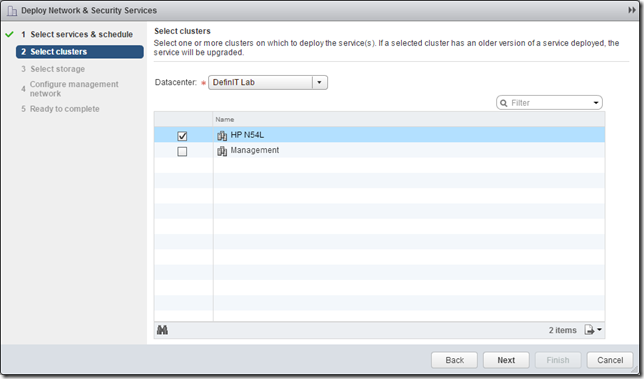 Deploy Network & Security Services
1 Select services & schedule
2 Select clusters
3 Select storage
4 Configure management
network
5 Ready to complete
Select clusters
Select one or more clusters on which to deploy the service(s). If a selected cluster has an older version of a service deployed, the
service will be upgraded.
Datacenter: * DefinIT Lab
Filter
Name
HP N54L
Management
2 items
Back Next Finish Cancel